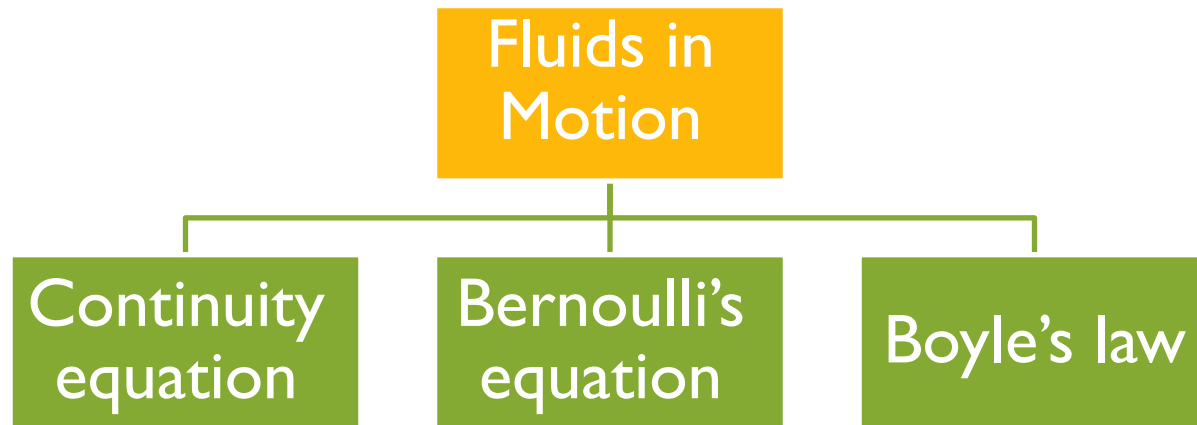 Fluids in
Motion
Continuity
equation
Bernoulli’s
equation
Boyle’s law